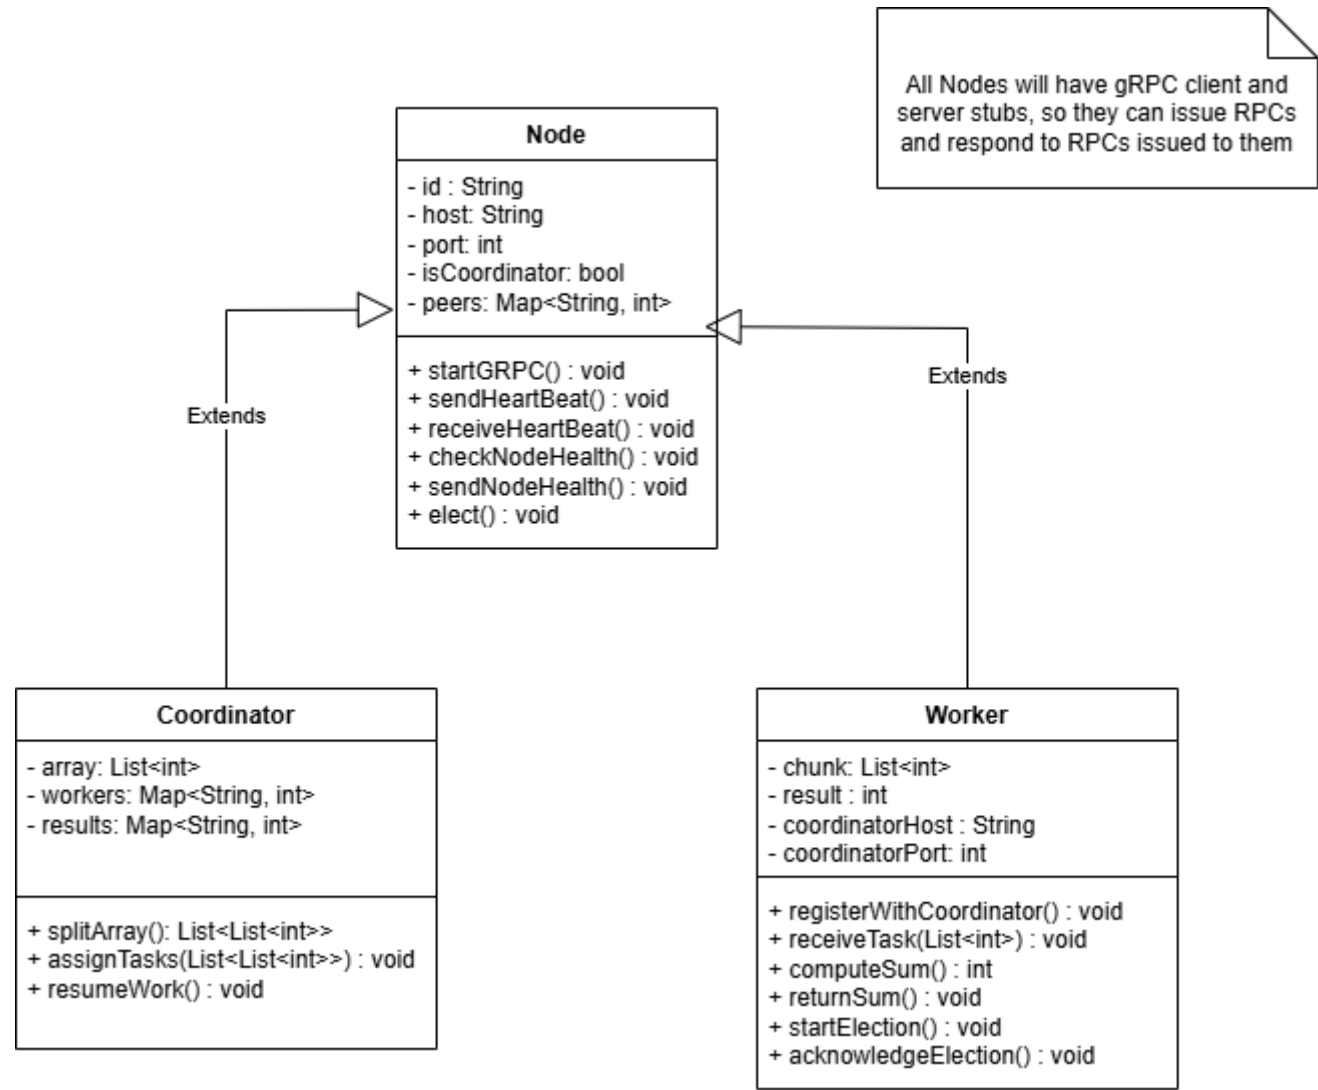 All Nodes will have gRPC client and
server stubs, so they can issue RPCs
and respond to RPCs issued to them
Node
- id : String
- host: String
- port: int
- isCoordinator: bool
- peers: Map<String, int>
+ startGRPC() : void
+ sendHeartBeat() : void
+ receiveHeartBeat() : void
+ checkNodeHealth() : void
+ sendNodeHealth() : void
+ elect() : void
Extends
Extends
Coordinator
- array: List<int>
- workers: Map<String, int>
- results: Map<String, int>
+ splitArray(): List<List<int>>
+ assignTasks(List<List<int>>) : void
+ resumeWork() : void
Worker
- chunk: List<int>
- result : int
- coordinatorHost : String
- coordinatorPort: int
+ registerWithCoordinator() : void
+ receiveTask(List<int>) : void
+ computeSum() : int
+ returnSum() : void
+ startElection() : void
+ acknowledgeElection() : void